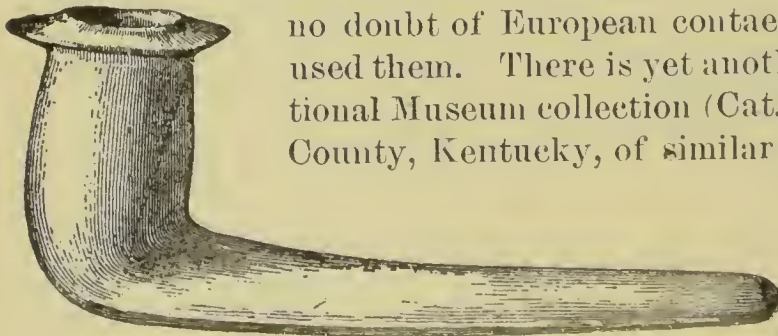 no doubt of European contac
used them. There is yet anot
tional Museum collection (Cat.
County, Kentucky, of similar